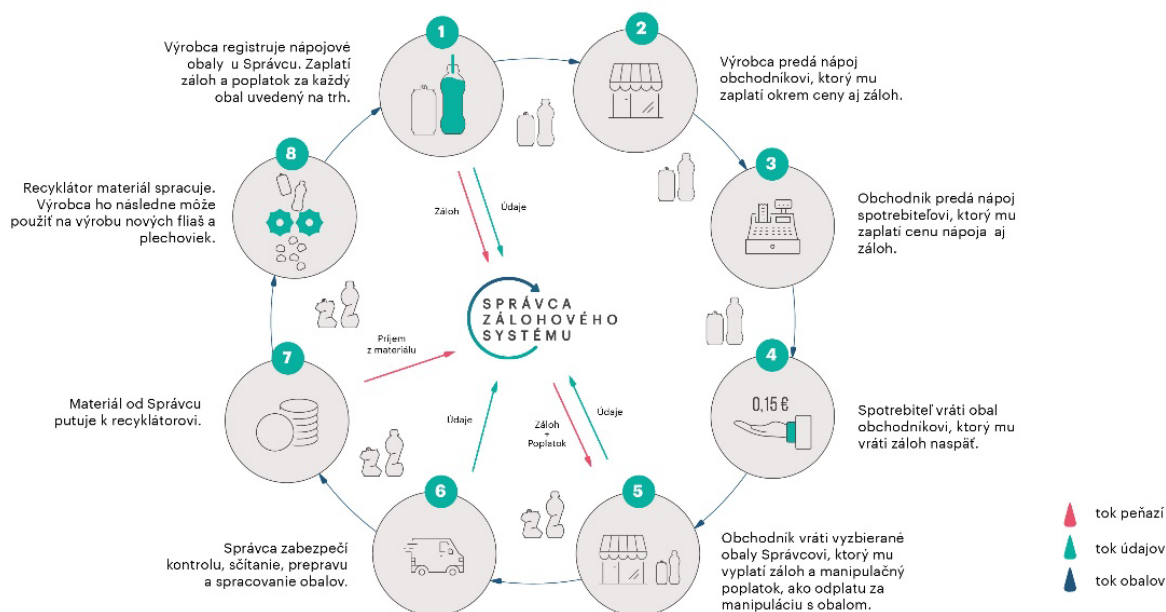 1
Výrobca registruje nápojové
obaly u Správcu. Zaplatí
záloh a poplatok za každý
obal uvedený na trh.
2
Výrobca predá nápoj
obchodníkovi, ktorý mu
zaplatí okrem ceny aj záloh.
3
Obchodník predá nápoj
spotrebiteľovi, ktorý mu
zaplatí cenu nápoja aj
záloh.
4
0,15 €
Spotrebiteľ vráti obal
obchodníkovi, ktorý mu
vráti záloh naspäť.
5
Obchodník vráti vyzbierané
obaly Správcovi, ktorý mu
vyplatí záloh a manipulačný
poplatok, ako odplatu za
manipuláciu s obalom.
6
Správca zabezpečí
kontrolu, sčítanie, prepravu
a spracovanie obalov.
7
Materiál od Správcu
putuje k recyklátorovi.
8
Recyklátor materiál spracuje.
Výrobca ho následne môže
použiť na výrobu nových fliaš a
plechoviek.
Záloh
Údaje
SPRÁVCA
ZÁLOHOVÉHO
SYSTÉMU
Príjem
z materiálu
Údaje
Záloh
+
Poplatok
Údaje
tok peňazí
tok údajov
tok obalov